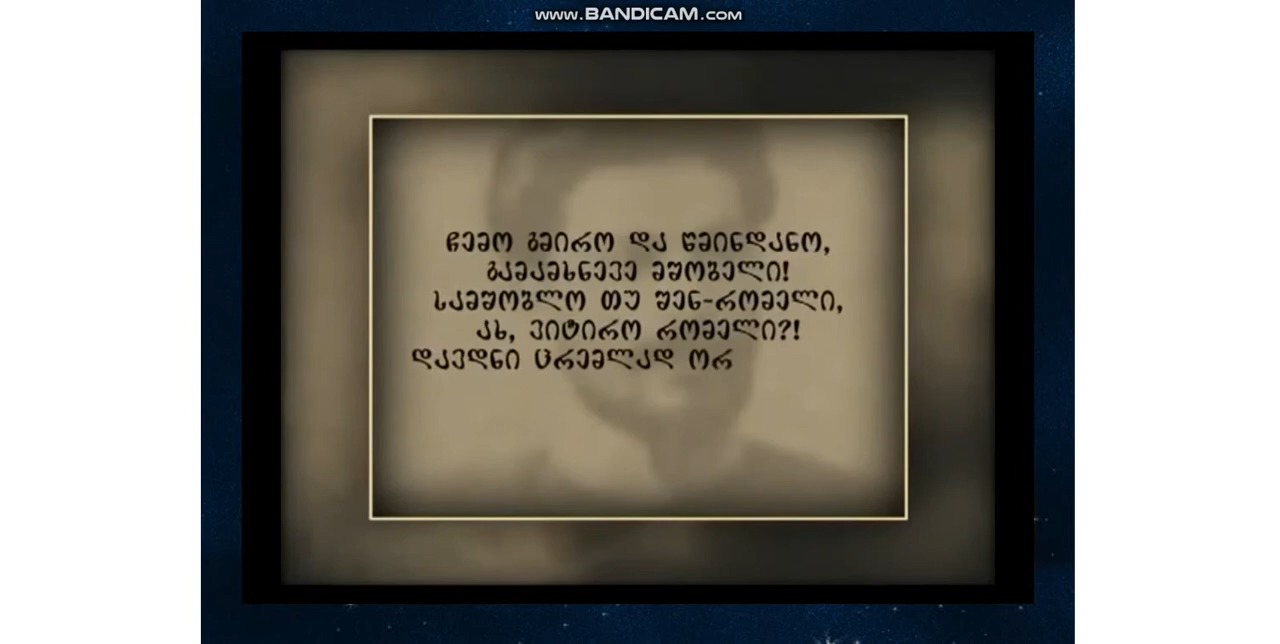 www.BANDICAM.com
ჩემო გმირო და წმინდანო,
გამამხნევე მშობელი!
სამშობლო თუ შენ-რომელი,
ახ, ვიტირო რომელი?!
დავდნი ცრემლად ორ